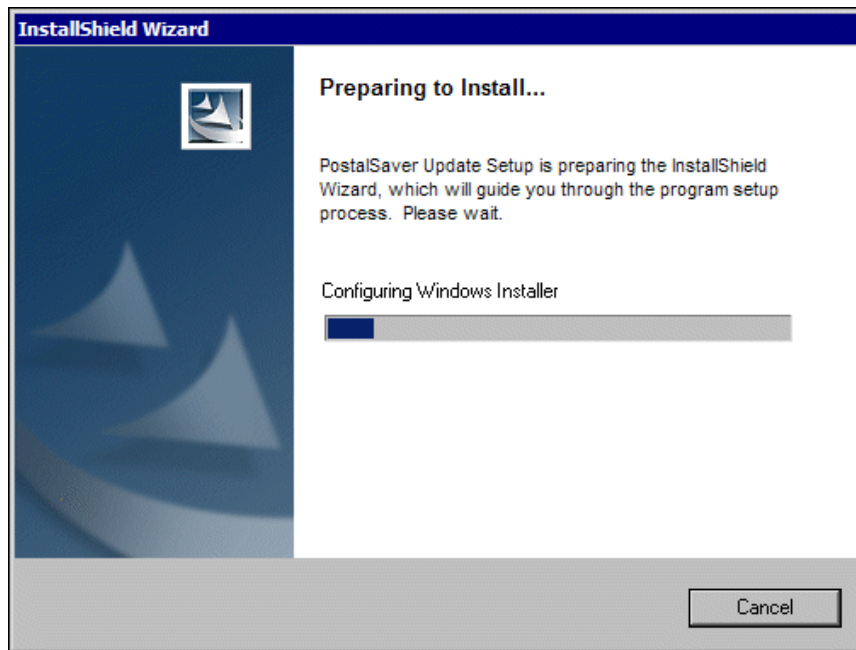 InstallShield Wizard
Preparing to Install...
PostalSaver Update Setup is preparing the InstallShield
Wizard, which will guide you through the program setup
process.  Please wait.
Configuring Windows Installer
Cancel